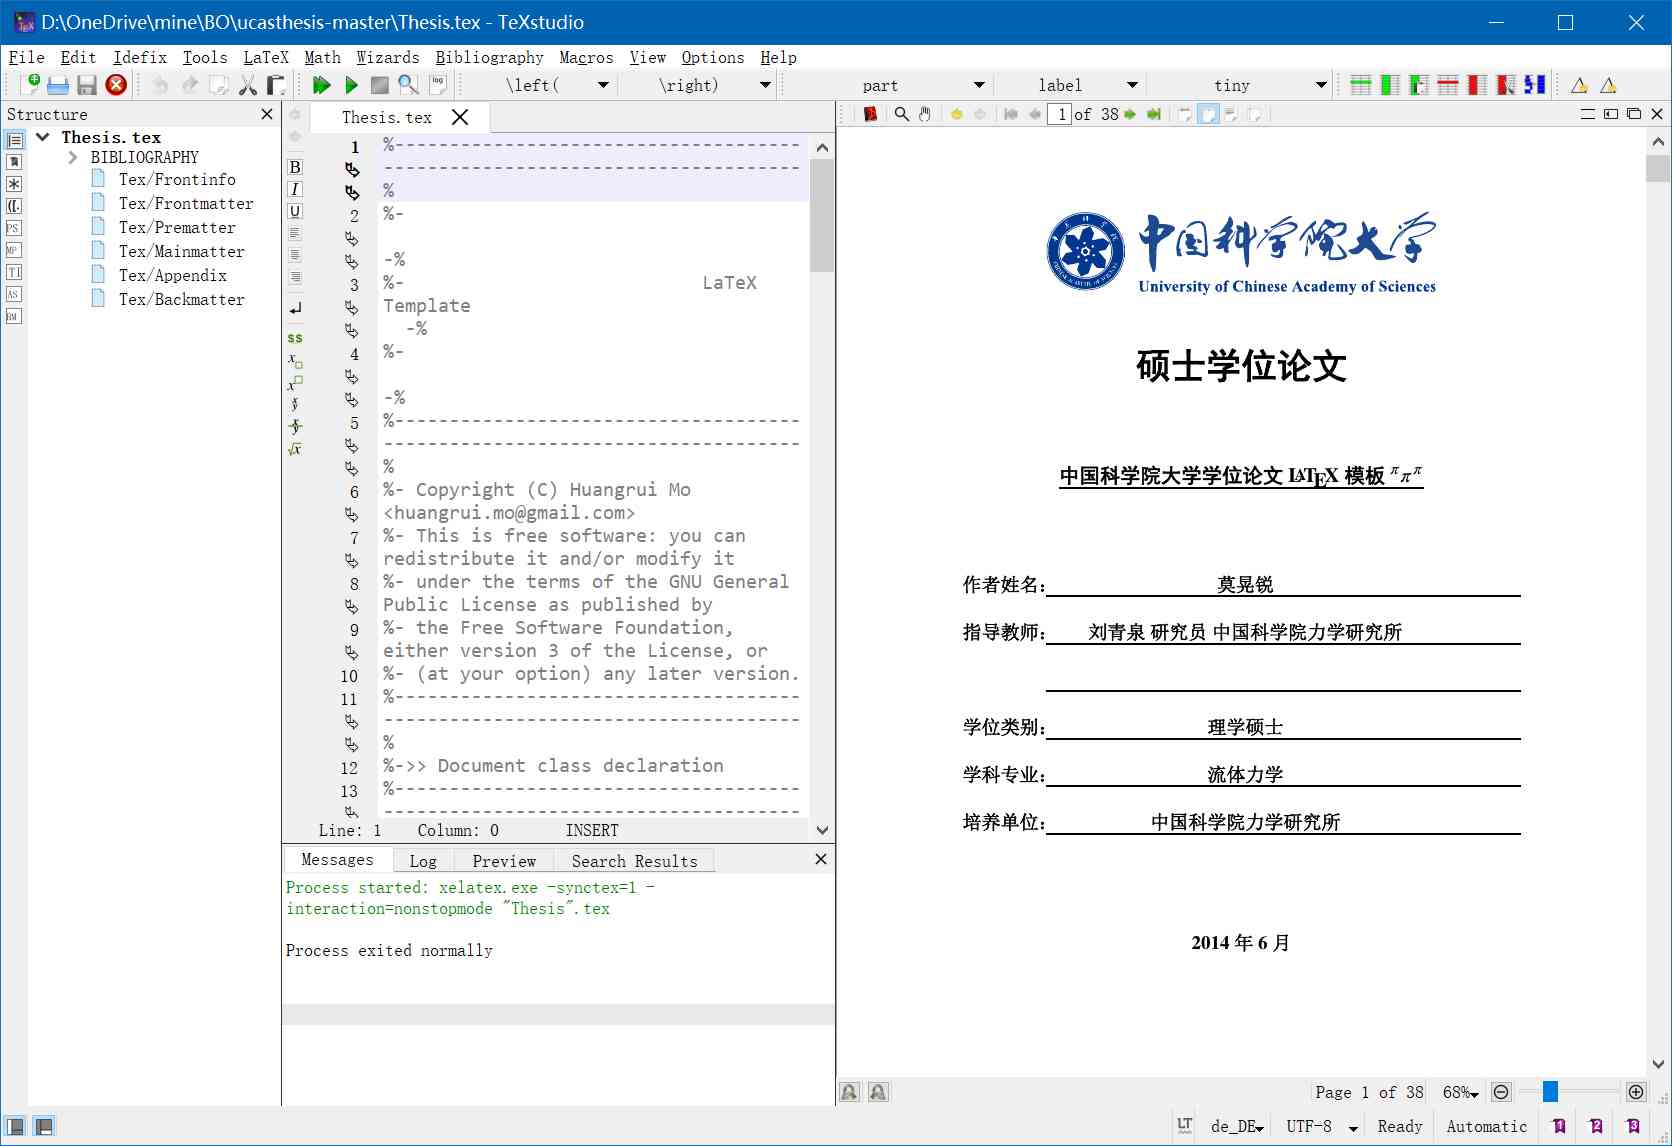 D:\OneDrive\mine\BO\ucasthesis-master\Thesis.tex - TeXstudio
File Edit Idefix Tools LaTeX Math Wizards Bibliography Macros View Options Help
log \left( \right) part label tiny
Structure
Thesis.tex
BIBLIOGRAPHY
Tex/Frontinfo
Tex/Frontmatter
Tex/Prematter
Tex/Mainmatter
Tex/Appendix
Tex/Backmatter
PS
MP
TI
AS
BM
B
I
U
$$
Thesis.tex
1 %--------------------------------------
--------------------------------------
%
2 %-
-%
3 %- LaTeX
Template
-%
4 %-
-%
5 %--------------------------------------
--------------------------------------
%
6 %- Copyright (C) Huangrui Mo
<huangrui.mo@gmail.com>
7 %- This is free software: you can
redistribute it and/or modify it
8 %- under the terms of the GNU General
Public License as published by
9 %- the Free Software Foundation,
either version 3 of the License, or
10 %- (at your option) any later version.
11 %--------------------------------------
--------------------------------------
%
12 %->> Document class declaration
13 %--------------------------------------
--------------------------------------
Line: 1 Column: 0 INSERT
Messages Log Preview Search Results
Process started: xelatex.exe -synctex=1 -
interaction=nonstopmode "Thesis".tex
Process exited normally
1 of 38
中国科学院大学
University of Chinese Academy of Sciences
硕士学位论文
中国科学院大学学位论文 LATEX 模板 π π π
作者姓名： 莫晃锐
指导教师： 刘青泉 研究员 中国科学院力学研究所
学位类别： 理学硕士
学科专业： 流体力学
培养单位： 中国科学院力学研究所
2014 年 6 月
Page 1 of 38 68%
LT de_DE UTF-8 Ready Automatic 1 2 3